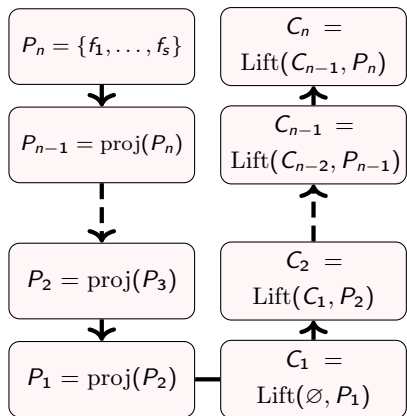 Pₙ = {f₁, . . . , fₛ}
Pₙ₋₁ = proj(Pₙ)
P₂ = proj(P₃)
P₁ = proj(P₂)
C₁ =
Lift(∅, P₁)
C₂ =
Lift(C₁, P₂)
Cₙ₋₁ =
Lift(Cₙ₋₂, Pₙ₋₁)
Cₙ =
Lift(Cₙ₋₁, Pₙ)